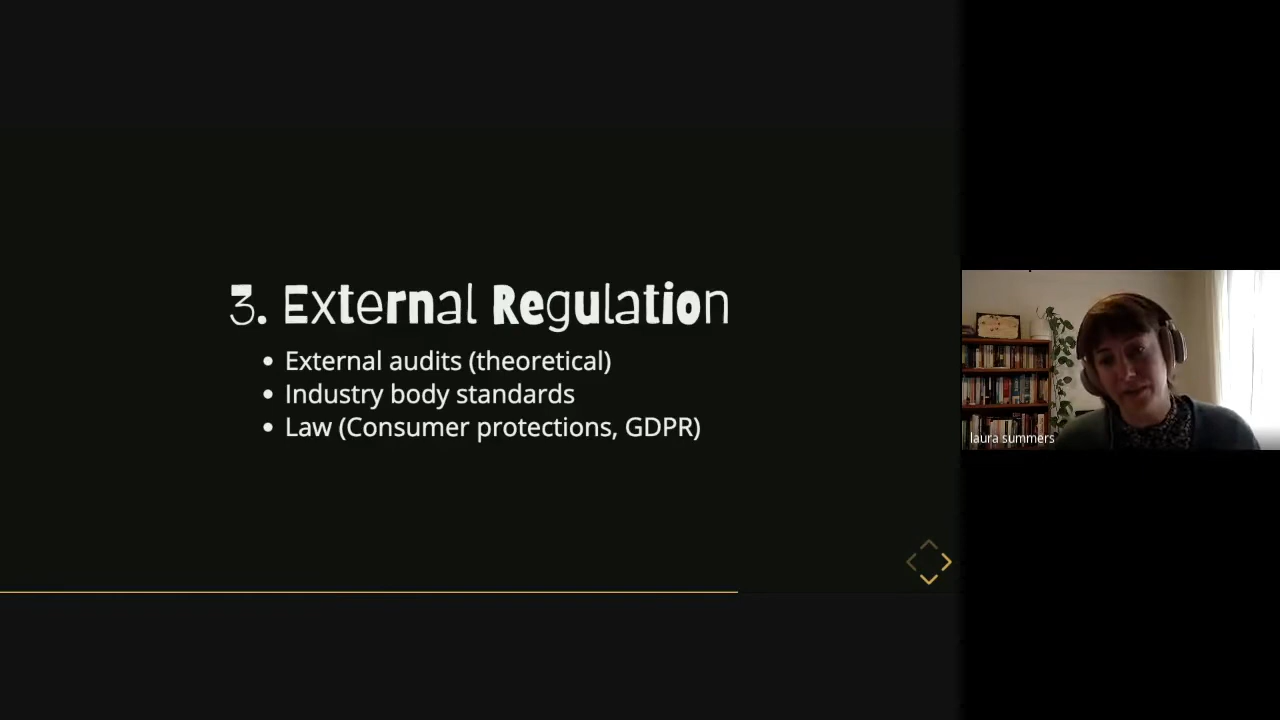 3. External Regulation
External audits (theoretical)
Industry body standards
Law (Consumer protections, GDPR)
laura summers